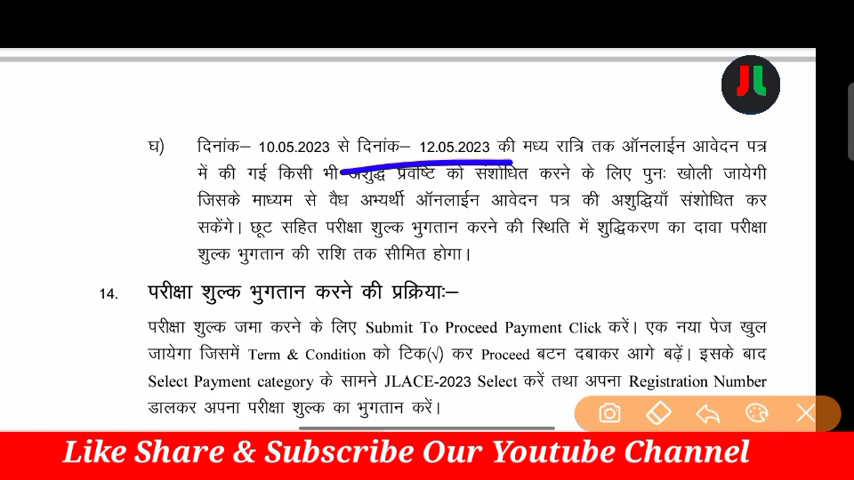 JL
घ) दिनांक– 10.05.2023 से दिनांक– 12.05.2023 की मध्य रात्रि तक ऑनलाईन आवेदन पत्र
में की गई किसी भी अशुद्ध प्रवष्टि को संशोधित करने के लिए पुनः खोली जायेगी
जिसके माध्यम से वैध अभ्यर्थी ऑनलाईन आवेदन पत्र की अशुद्धियाँ संशोधित कर
सकेंगे। छूट सहित परीक्षा शुल्क भुगतान करने की स्थिति में शुद्धिकरण का दावा परीक्षा
शुल्क भुगतान की राशि तक सीमित होगा।
14. परीक्षा शुल्क भुगतान करने की प्रक्रियाः–
परीक्षा शुल्क जमा करने के लिए Submit To Proceed Payment Click करें। एक नया पेज खुल
जायेगा जिसमें Term & Condition को टिक(√) कर Proceed बटन दबाकर आगे बढ़ें। इसके बाद
Select Payment category के सामने JLACE-2023 Select करें तथा अपना Registration Number
डालकर अपना परीक्षा शुल्क का भुगतान करें।
Like Share & Subscribe Our Youtube Channel